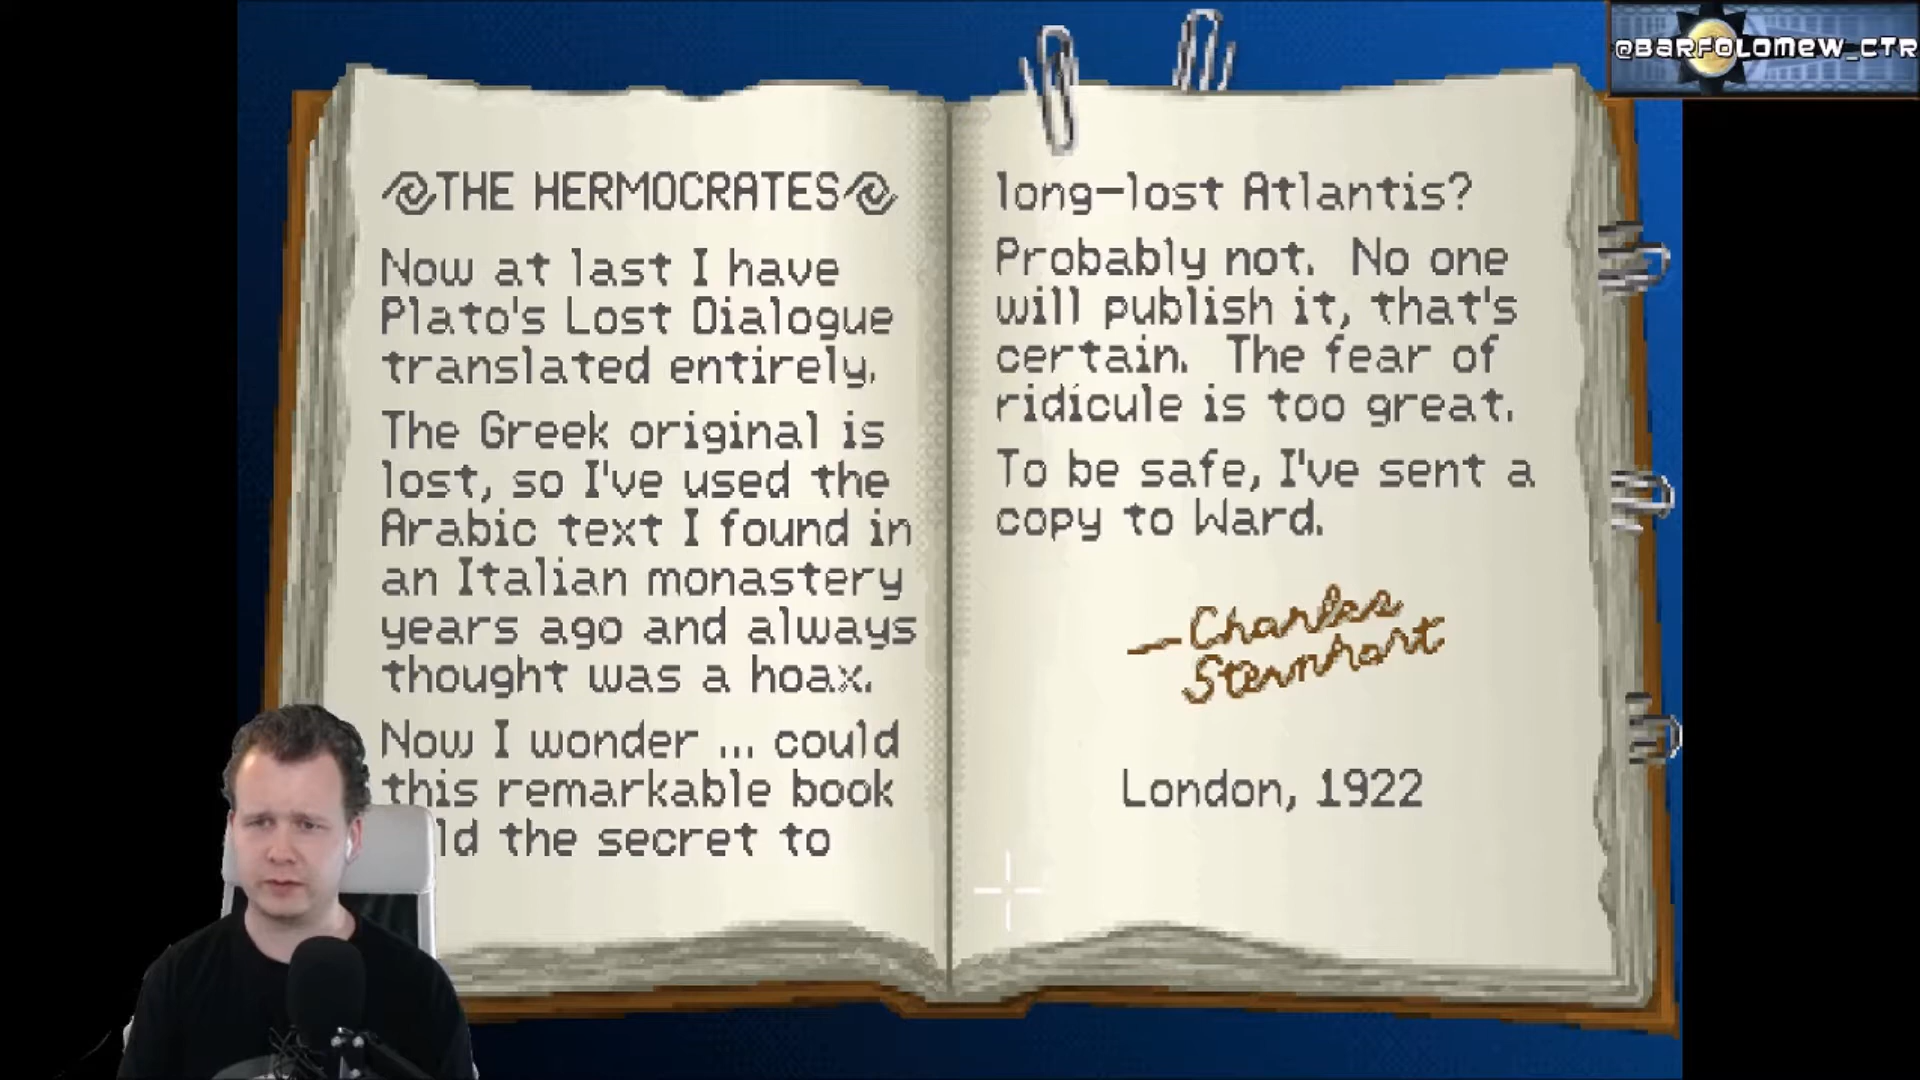 @BARFOLOMEW_CTR
THE HERMOCRATES
Now at last I have
Plato's Lost Dialogue
translated entirely.
The Greek original is
lost, so I've used the
Arabic text I found in
an Italian monastery
years ago and always
thought was a hoax.
Now I wonder ... could
this remarkable book
ld the secret to
long-lost Atlantis?
Probably not. No one
will publish it, that's
certain. The fear of
ridicule is too great.
To be safe, I've sent a
copy to Ward.
—Charles
Sternhart
London, 1922